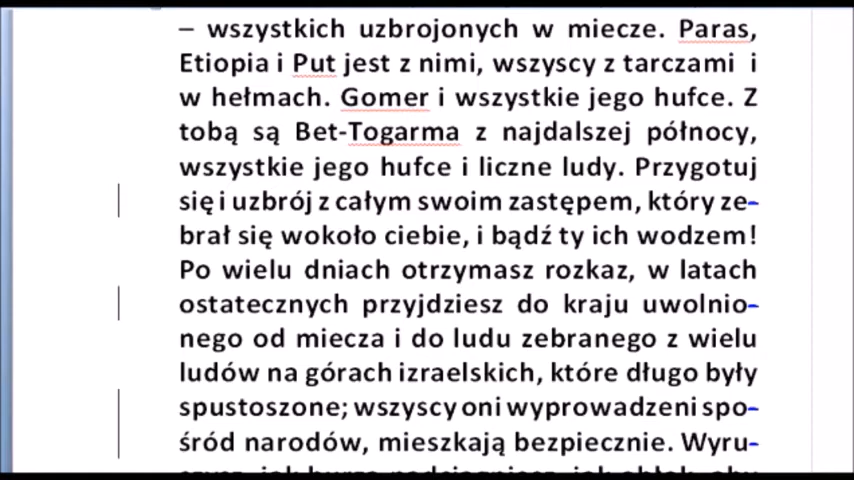 – wszystkich uzbrojonych w miecze. Paras,
Etiopia i Put jest z nimi, wszyscy z tarczami i
w hełmach. Gomer i wszystkie jego hufce. Z
tobą są Bet-Togarma z najdalszej północy,
wszystkie jego hufce i liczne ludy. Przygotuj
się i uzbrój z całym swoim zastępem, który ze-
brał się wokoło ciebie, i bądź ty ich wodzem!
Po wielu dniach otrzymasz rozkaz, w latach
ostatecznych przyjdziesz do kraju uwolnio-
nego od miecza i do ludu zebranego z wielu
ludów na górach izraelskich, które długo były
spustoszone; wszyscy oni wyprowadzeni spo-
śród narodów, mieszkają bezpiecznie. Wyru-